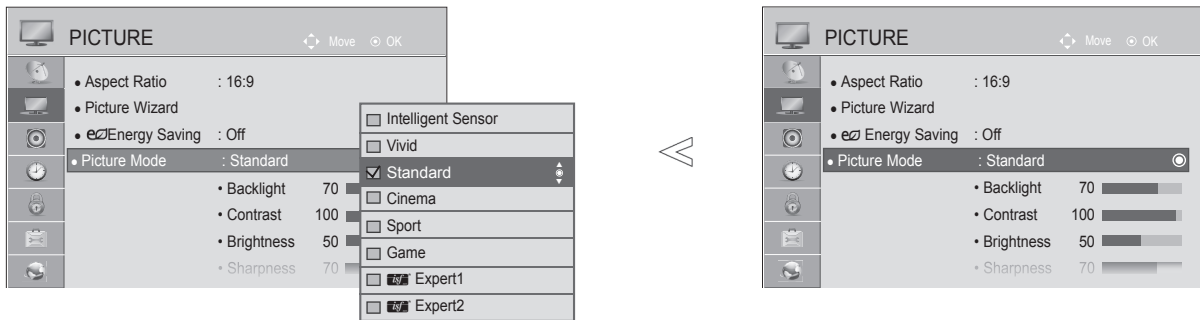 PICTURE
Move OK
• Aspect Ratio : 16:9
• Picture Wizard
• Energy Saving : Off
• Picture Mode : Standard
• Backlight 70
• Contrast 100
• Brightness 50
• Sharpness 70
Intelligent Sensor
Vivid
Standard
Cinema
Sport
Game
isf Expert1
isf Expert2
<
PICTURE
Move OK
• Aspect Ratio : 16:9
• Picture Wizard
• Energy Saving : Off
• Picture Mode : Standard
• Backlight 70
• Contrast 100
• Brightness 50
• Sharpness 70